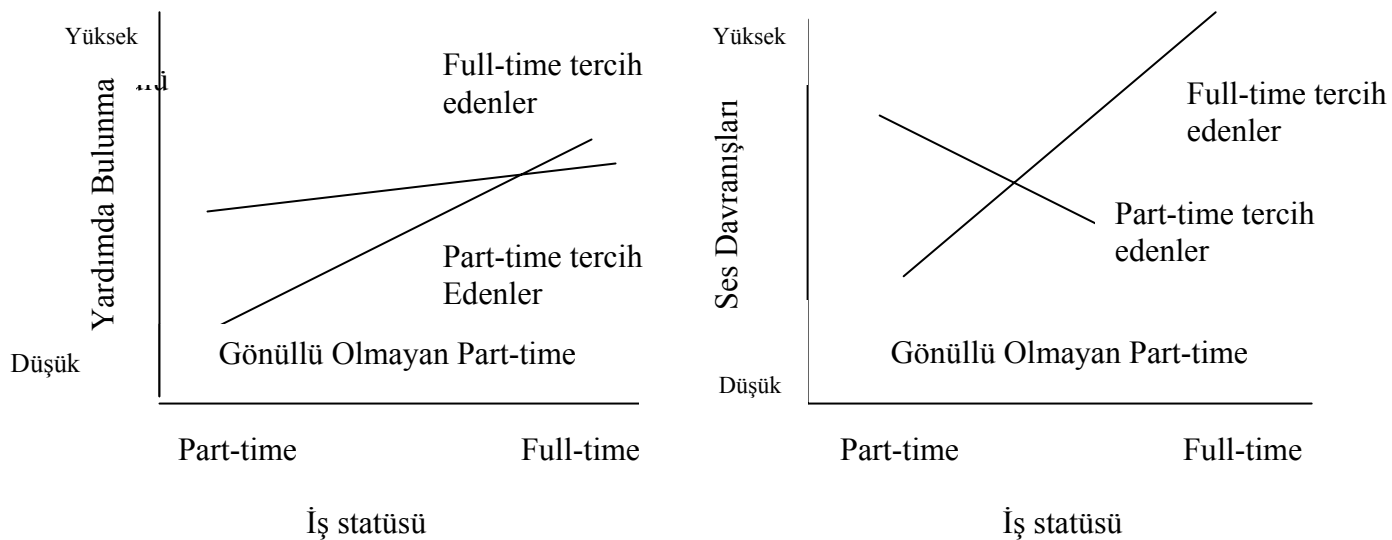 Yüksek
Yardımda Bulunma
Düşük
Full-time tercih
edenler
Part-time tercih
Edenler
Gönüllü Olmayan Part-time
Part-time
Full-time
İş statüsü
Yüksek
Ses Davranışları
Düşük
Full-time tercih
edenler
Part-time tercih
edenler
Gönüllü Olmayan Part-time
Part-time
Full-time
İş statüsü